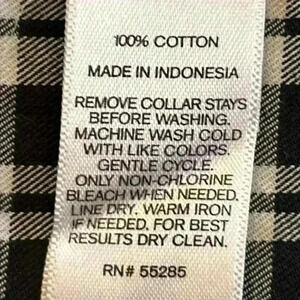 100% COTTON
MADE IN INDONESIA
REMOVE COLLAR STAYS
BEFORE WASHING.
MACHINE WASH COLD
WITH LIKE COLORS.
GENTLE CYCLE.
ONLY NON-CHLORINE
BLEACH WHEN NEEDED.
LINE DRY. WARM IRON
IF NEEDED. FOR BEST
RESULTS DRY CLEAN.
RN# 55285